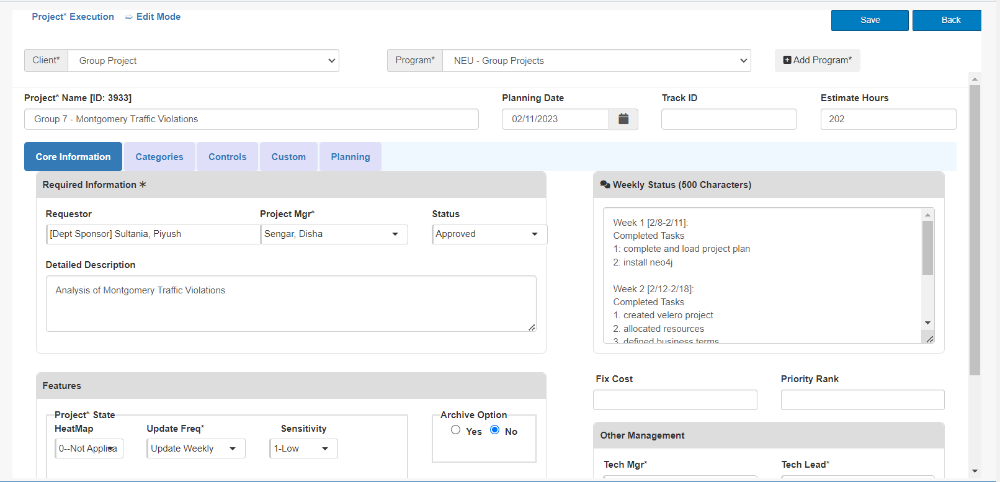 Project* Execution ⇨ Edit Mode
Save
Back
Client*
Group Project
Program*
NEU - Group Projects
Add Program*
Project* Name [ID: 3933]
Planning Date
Track ID
Estimate Hours
Group 7 - Montgomery Traffic Violations
02/11/2023
202
Core Information
Categories
Controls
Custom
Planning
Required Information *
Requestor
Project Mgr*
Status
[Dept Sponsor] Sultania, Piyush
Sengar, Disha
Approved
Detailed Description
Analysis of Montgomery Traffic Violations
Weekly Status (500 Characters)
Week 1 [2/8-2/11]:
Completed Tasks
1: complete and load project plan
2: install neo4j
Week 2 [2/12-2/18]:
Completed Tasks
1. created velero project
2. allocated resources
3. defined business terms
Features
Project* State
HeatMap
Update Freq*
Sensitivity
0--Not Applica
Update Weekly
1-Low
Archive Option
Yes
No
Fix Cost
Priority Rank
Other Management
Tech Mgr*
Tech Lead*